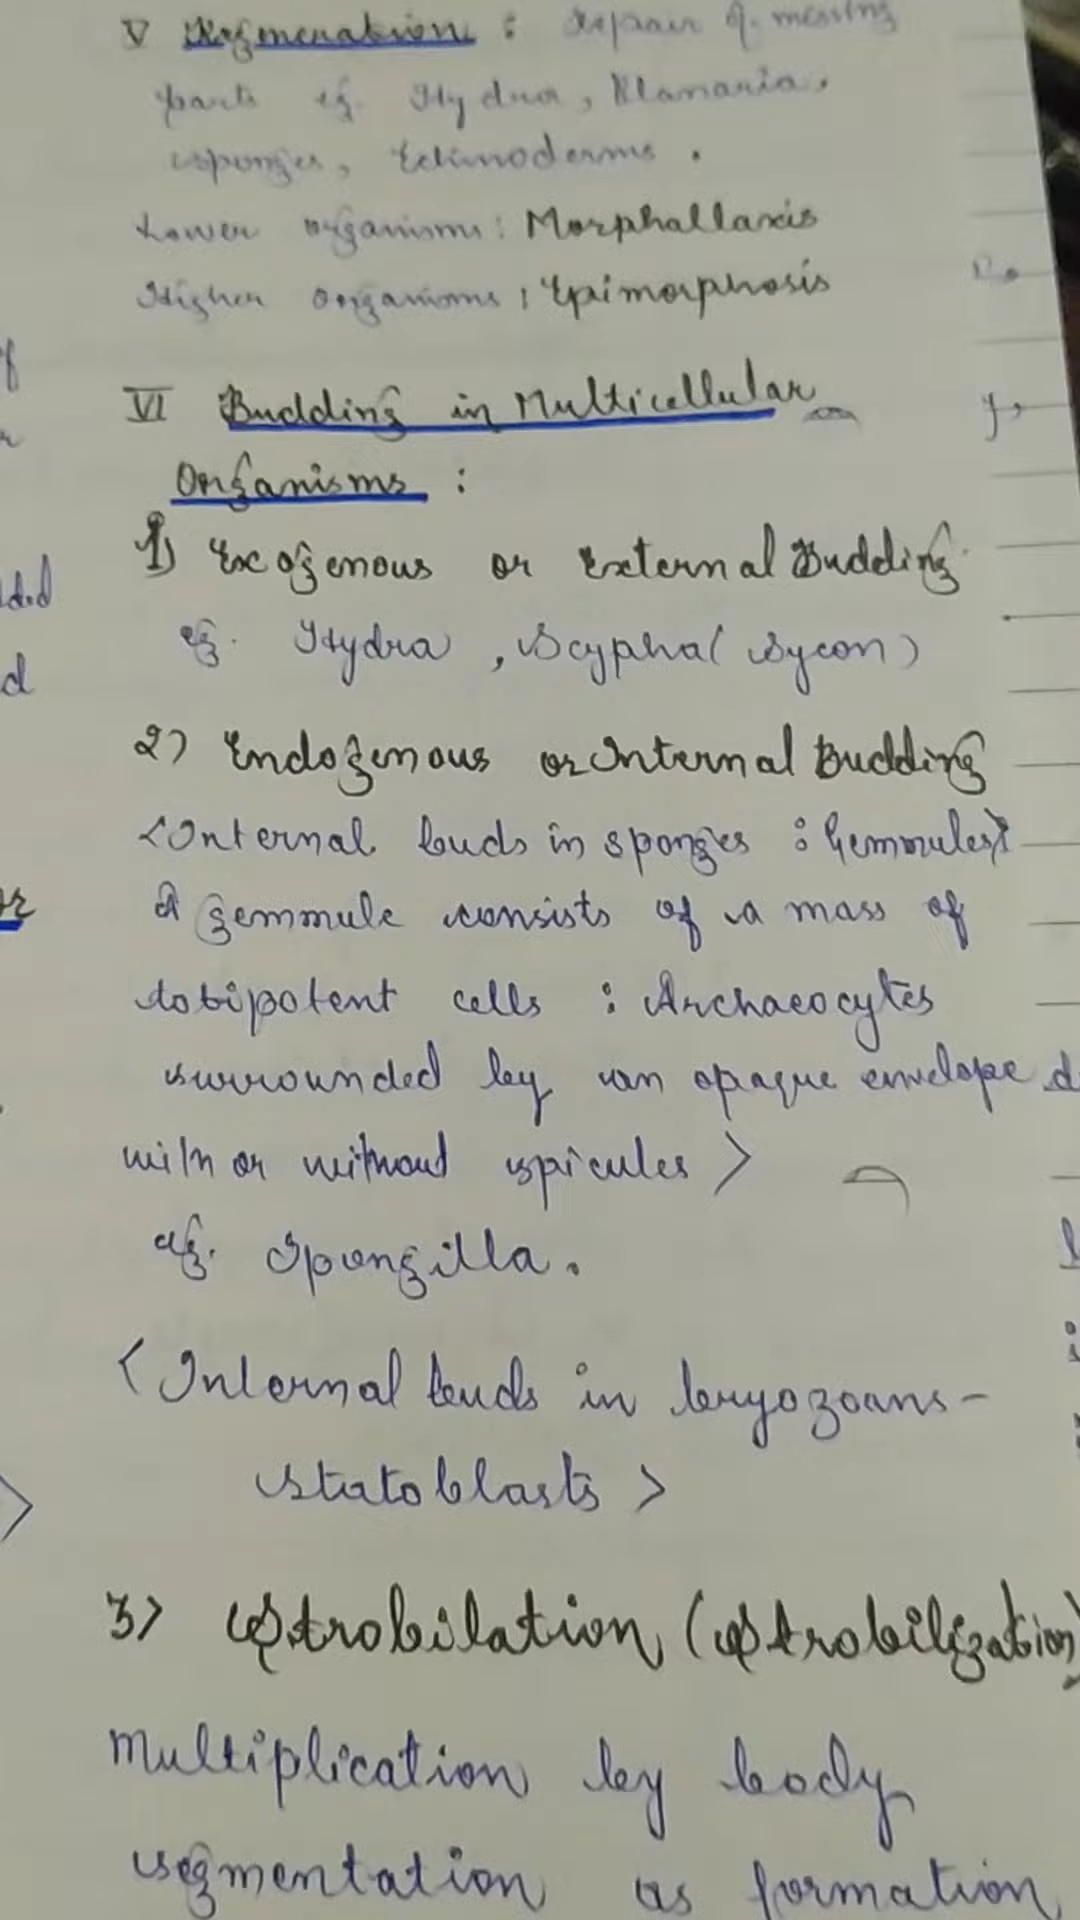 V Regeneration : Repair of missing
parts eg. Hydra, Planaria,
sponges, Echinoderms.
Lower organisms: Morphallaxis
Higher organisms: Epimorphosis
VI Budding in Multicellular
Organisms :
1) Exogenous or External Budding
eg. Hydra, Scypha (Sycon)
2) Endogenous or Internal Budding
<Internal buds in sponges : Gemmules>
A gemmule consists of a mass of
totipotent cells : Archaeocytes
surrounded by an opaque envelope
with or without spicules >
eg. Spongilla.
<Internal buds in bryozoans -
statoblasts >
3) Strobilation (Strobilization)
Multiplication by body
segmentation as formation